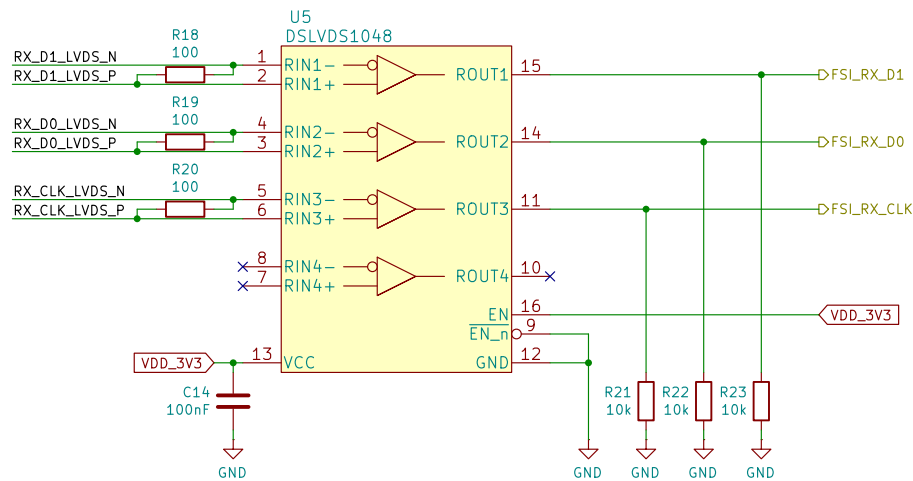 U5
DSLVDS1048
R18
100
RX_D1_LVDS_N
1
RIN1-
RX_D1_LVDS_P
2
RIN1+
ROUT1
15
FSI_RX_D1
R19
100
RX_D0_LVDS_N
4
RIN2-
RX_D0_LVDS_P
3
RIN2+
ROUT2
14
FSI_RX_D0
R20
100
RX_CLK_LVDS_N
5
RIN3-
RX_CLK_LVDS_P
6
RIN3+
ROUT3
11
FSI_RX_CLK
8
RIN4-
7
RIN4+
ROUT4
10
EN
16
VDD_3V3
EN_n
9
VDD_3V3
13
VCC
GND
12
C14
100nF
R21
10k
R22
10k
R23
10k
GND
GND
GND
GND
GND